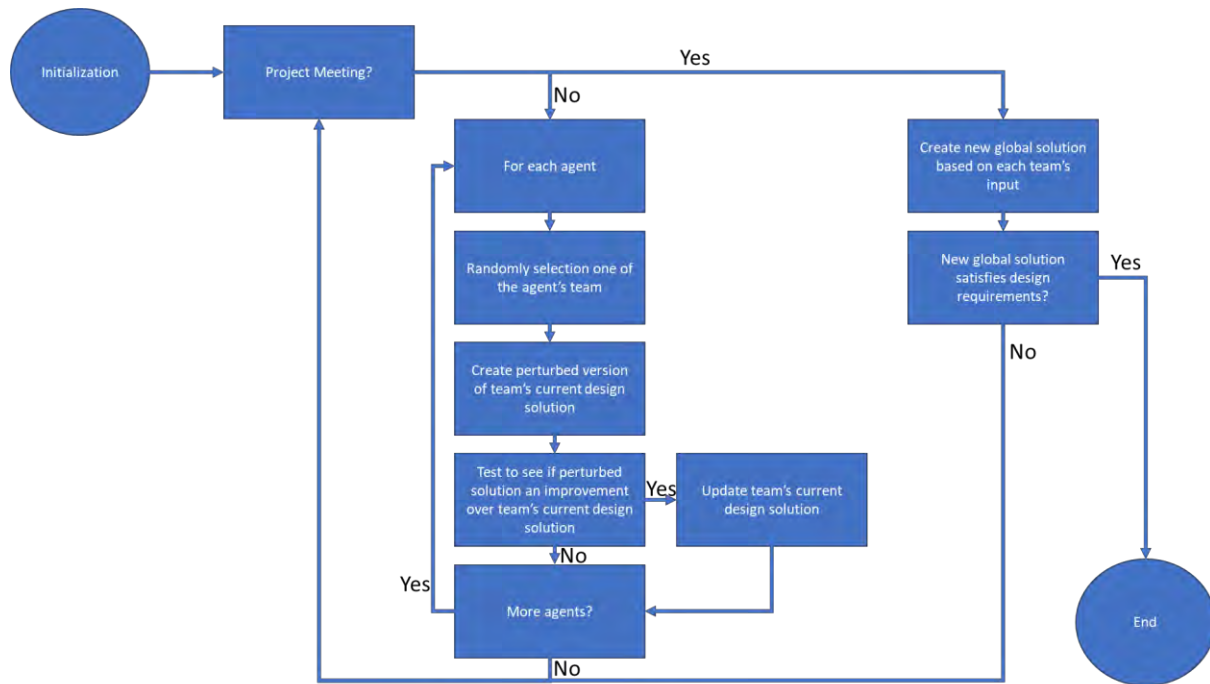 Initialization
Project Meeting?
Yes
No
For each agent
Create new global solution
based on each team's
input
Randomly selection one of
the agent's team
New global solution
satisfies design
requirements?
Yes
No
Create perturbed version
of team's current design
solution
Test to see if perturbed
solution an improvement
over team's current design
solution
Yes
Update team's current
design solution
No
Yes
More agents?
No
End